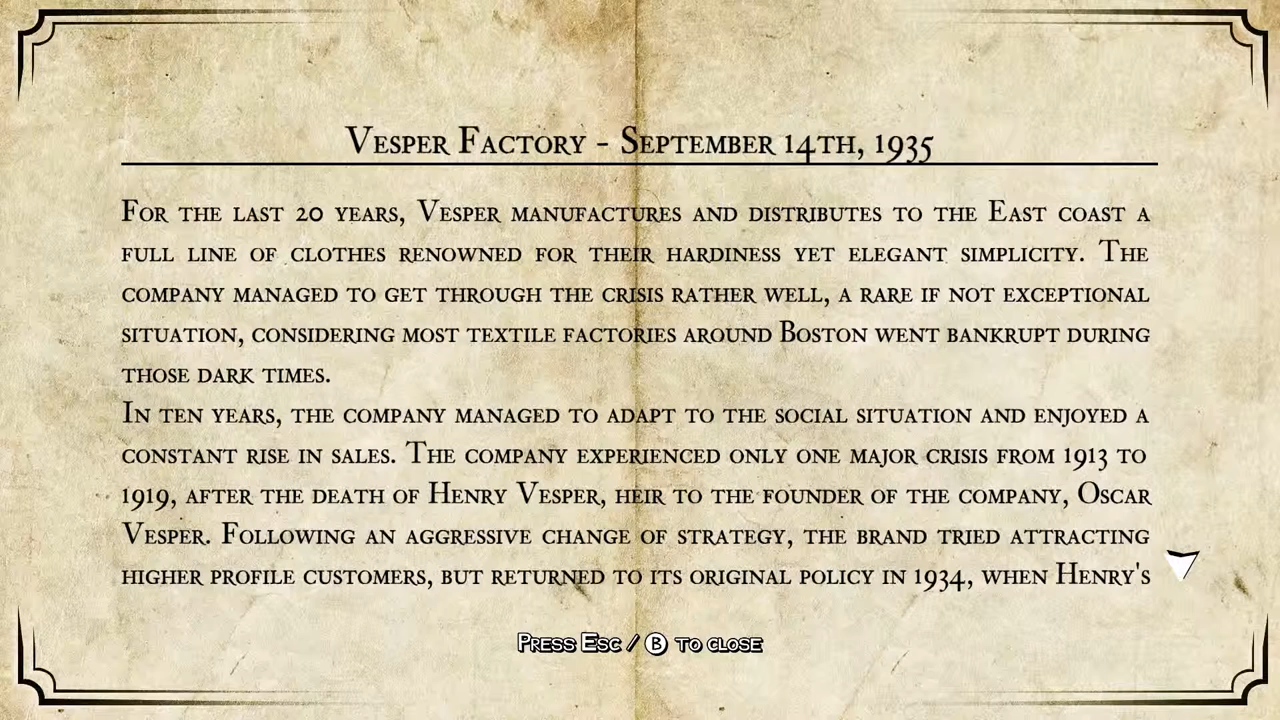 Vesper Factory - September 14th, 1935
For the last 20 years, Vesper manufactures and distributes to the East coast a
full line of clothes renowned for their hardiness yet elegant simplicity. The
company managed to get through the crisis rather well, a rare if not exceptional
situation, considering most textile factories around Boston went bankrupt during
those dark times.
In ten years, the company managed to adapt to the social situation and enjoyed a
constant rise in sales. The company experienced only one major crisis from 1913 to
1919, after the death of Henry Vesper, heir to the founder of the company, Oscar
Vesper. Following an aggressive change of strategy, the brand tried attracting
higher profile customers, but returned to its original policy in 1934, when Henry's
Press Esc / B to close